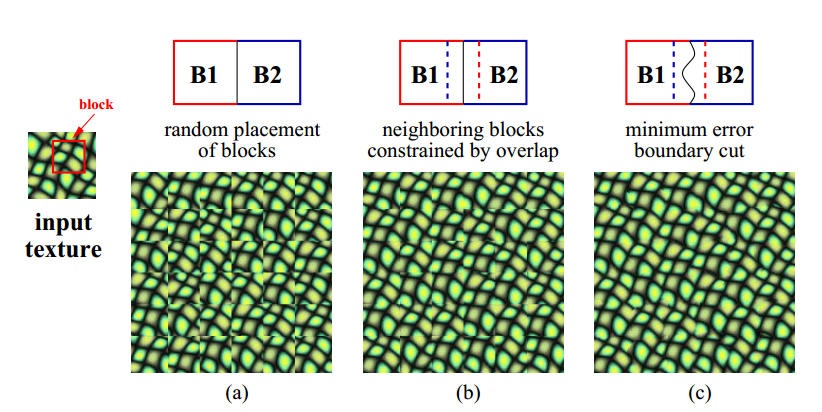 block
input
texture
B1 B2
random placement
of blocks
(a)
B1 B2
neighboring blocks
constrained by overlap
(b)
B1 B2
minimum error
boundary cut
(c)